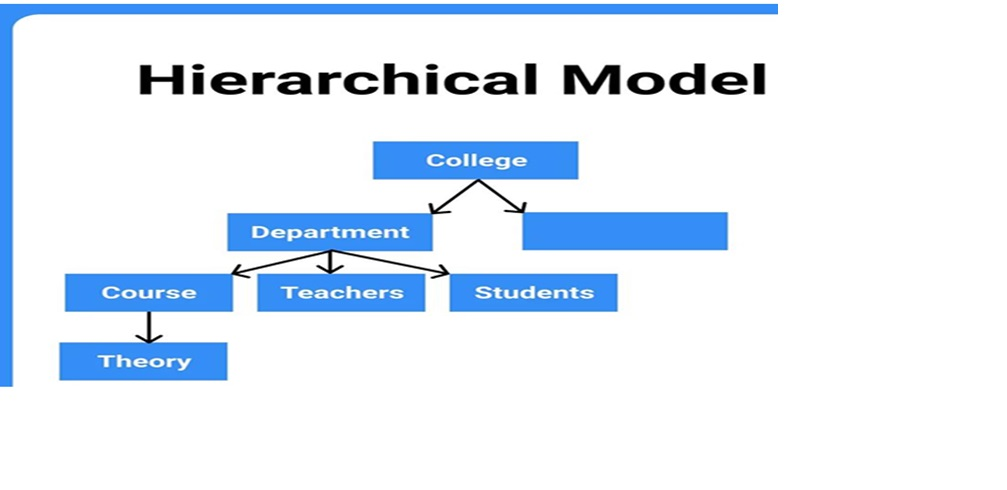 Hierarchical Model
College
Department
Course
Teachers
Students
Theory